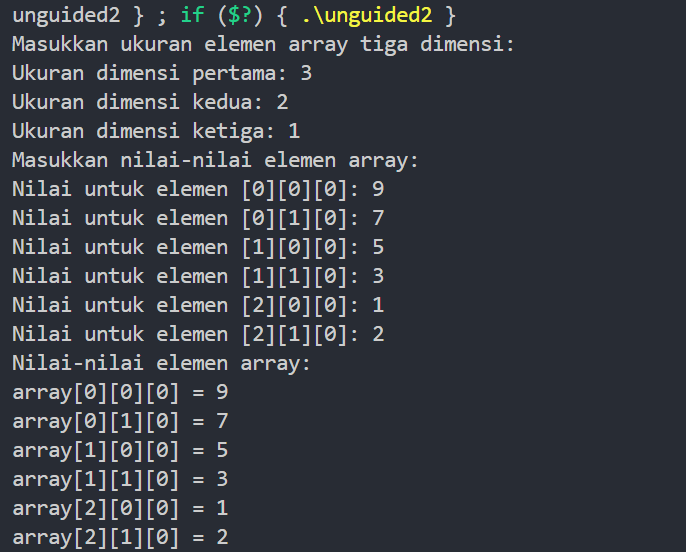 unguided2 } ; if ($?) { .\unguided2 }
Masukkan ukuran elemen array tiga dimensi:
Ukuran dimensi pertama: 3
Ukuran dimensi kedua: 2
Ukuran dimensi ketiga: 1
Masukkan nilai-nilai elemen array:
Nilai untuk elemen [0][0][0]: 9
Nilai untuk elemen [0][1][0]: 7
Nilai untuk elemen [1][0][0]: 5
Nilai untuk elemen [1][1][0]: 3
Nilai untuk elemen [2][0][0]: 1
Nilai untuk elemen [2][1][0]: 2
Nilai-nilai elemen array:
array[0][0][0] = 9
array[0][1][0] = 7
array[1][0][0] = 5
array[1][1][0] = 3
array[2][0][0] = 1
array[2][1][0] = 2